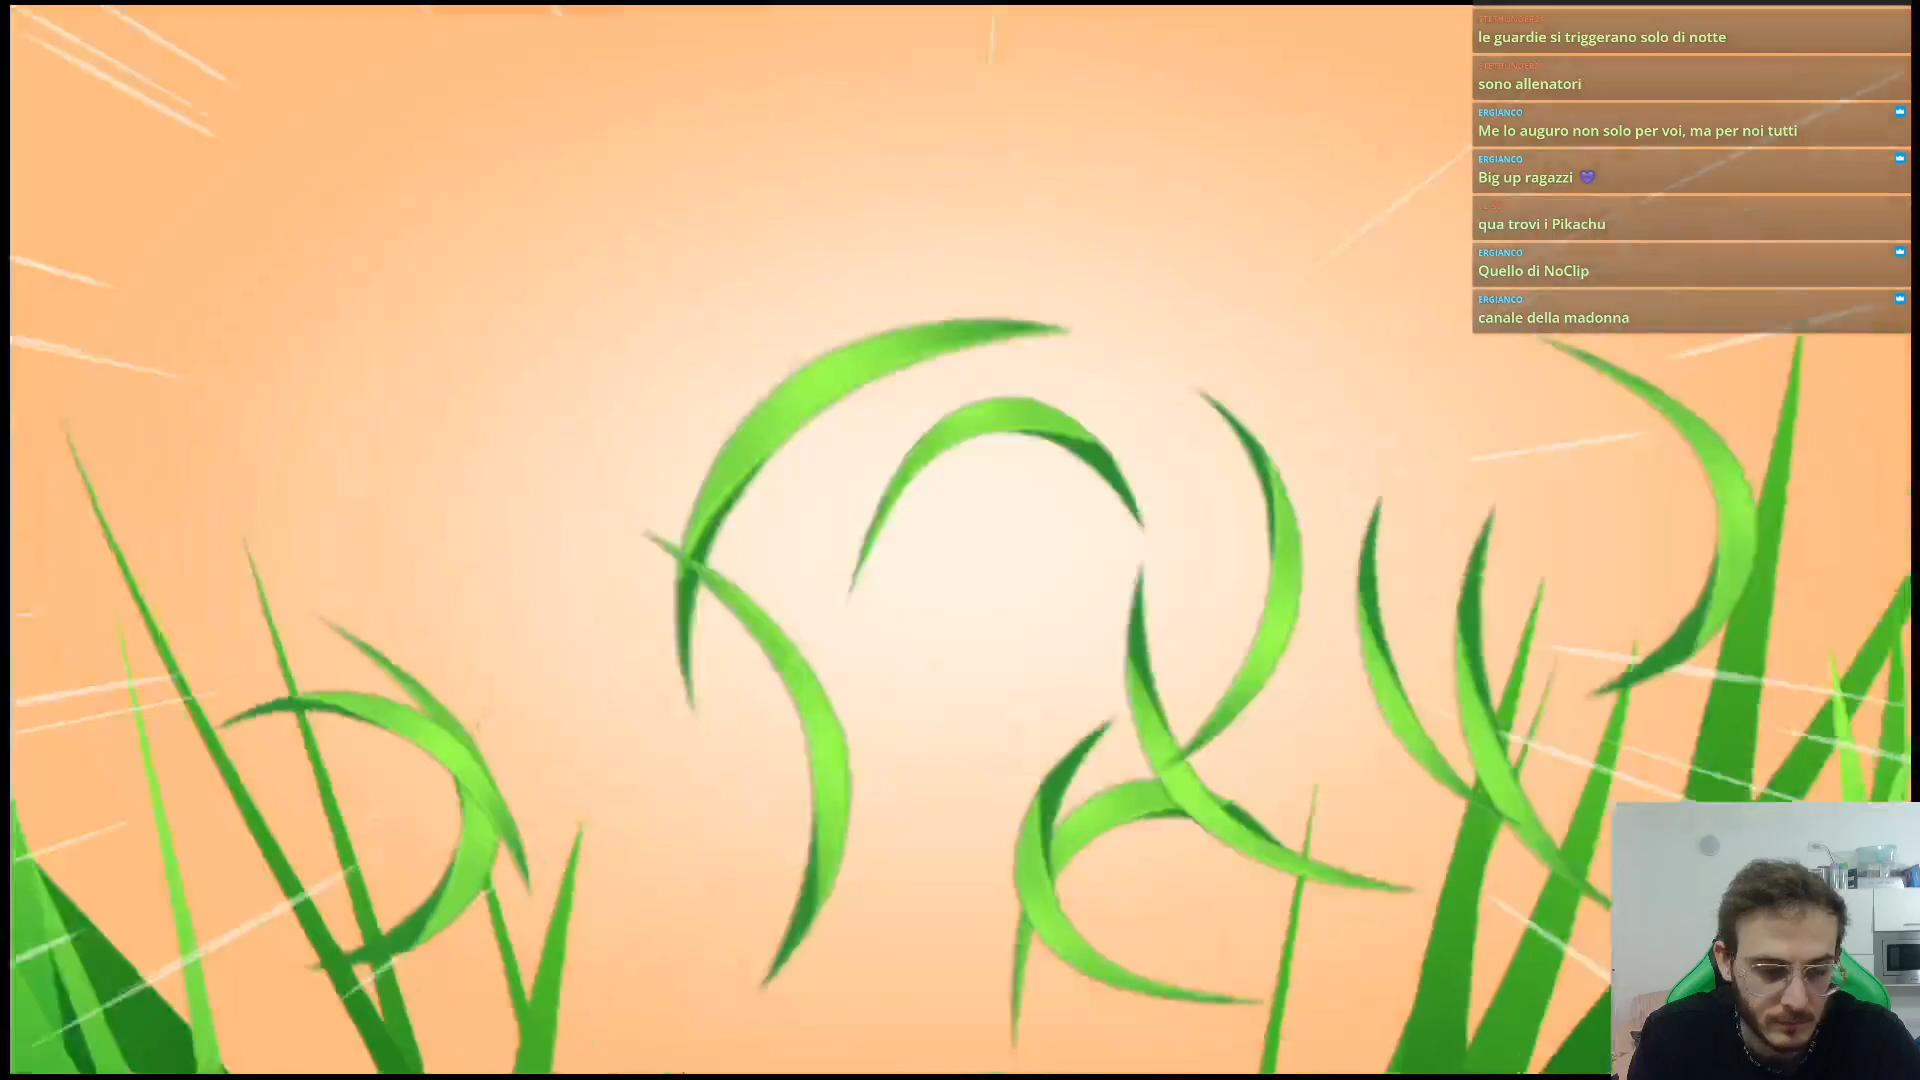 le guardie si triggerano solo di notte
sono allenatori
ERGIANCO
Me lo auguro non solo per voi, ma per noi tutti
ERGIANCO
Big up ragazzi 💜
qua trovi i Pikachu
ERGIANCO
Quello di NoClip
ERGIANCO
canale della madonna